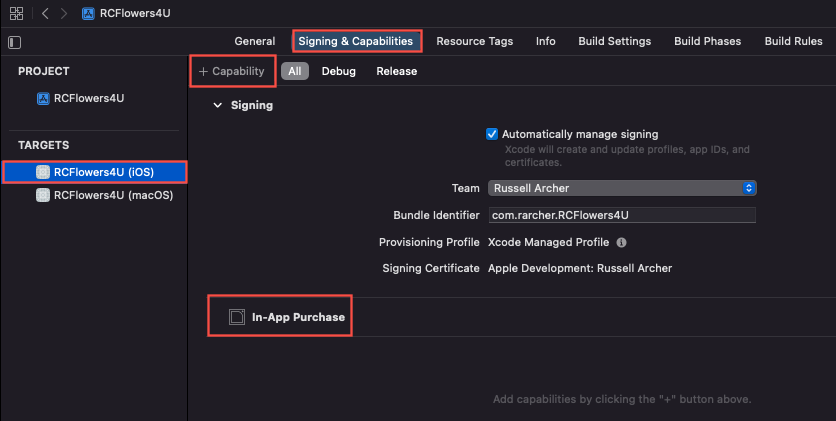 RCFlowers4U
General Signing & Capabilities Resource Tags Info Build Settings Build Phases Build Rules
PROJECT
RCFlowers4U
TARGETS
RCFlowers4U (iOS)
RCFlowers4U (macOS)
+ Capability All Debug Release
Signing
Automatically manage signing
Xcode will create and update profiles, app IDs, and
certificates.
Team Russell Archer
Bundle Identifier com.rarcher.RCFlowers4U
Provisioning Profile Xcode Managed Profile
Signing Certificate Apple Development: Russell Archer
In-App Purchase
Add capabilities by clicking the "+" button above.